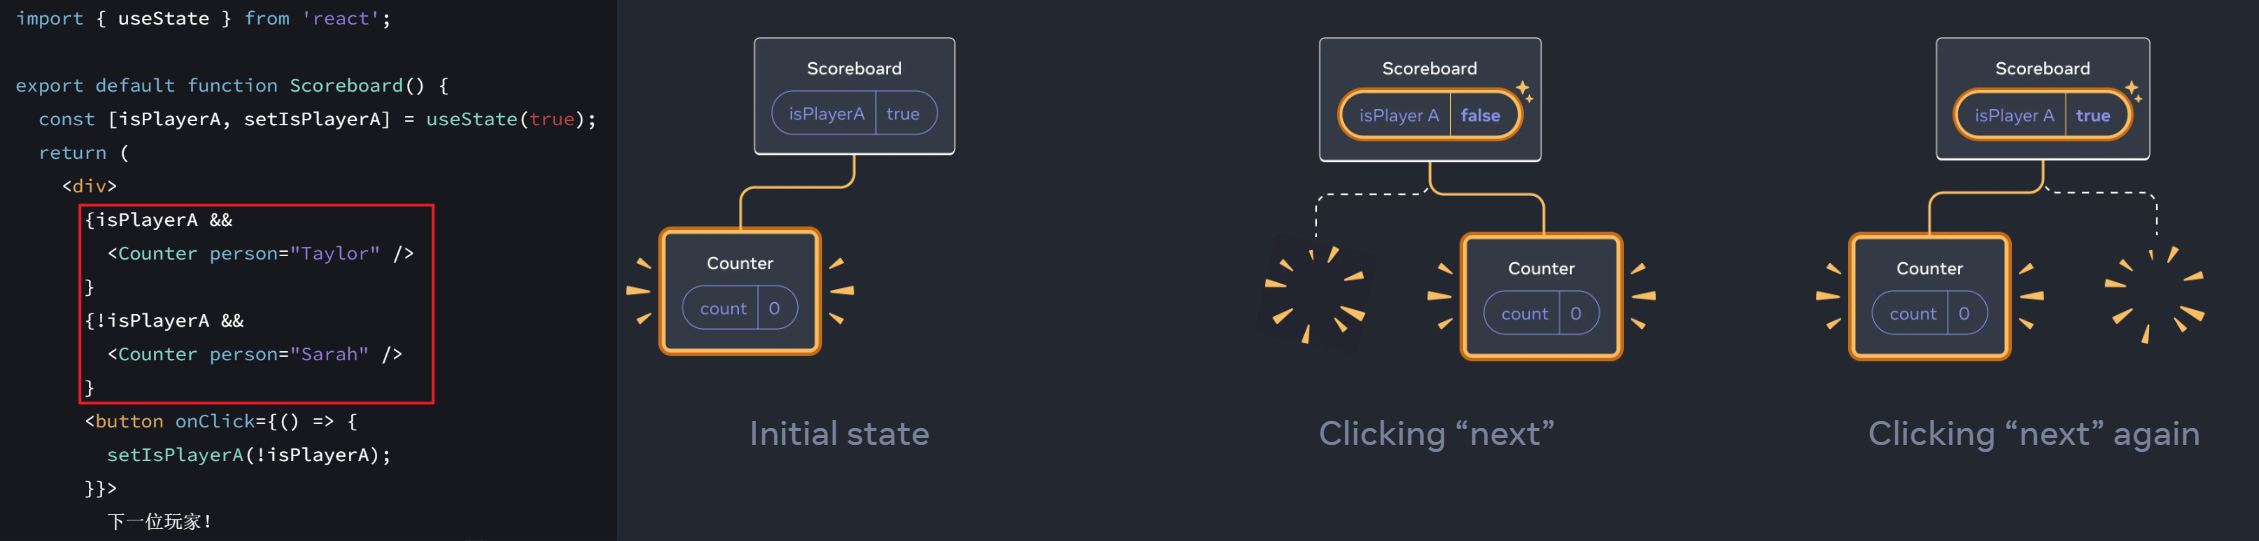 import { useState } from 'react';
export default function Scoreboard() {
const [isPlayerA, setIsPlayerA] = useState(true);
return (
<div>
{isPlayerA &&
<Counter person="Taylor" />
}
{!isPlayerA &&
<Counter person="Sarah" />
}
<button onClick={() => {
setIsPlayerA(!isPlayerA);
}}>
下一位玩家！
Scoreboard
isPlayerA true
Counter
count 0
Initial state
Scoreboard
isPlayer A false
Counter
count 0
Clicking “next”
Scoreboard
isPlayer A true
Counter
count 0
Clicking “next” again